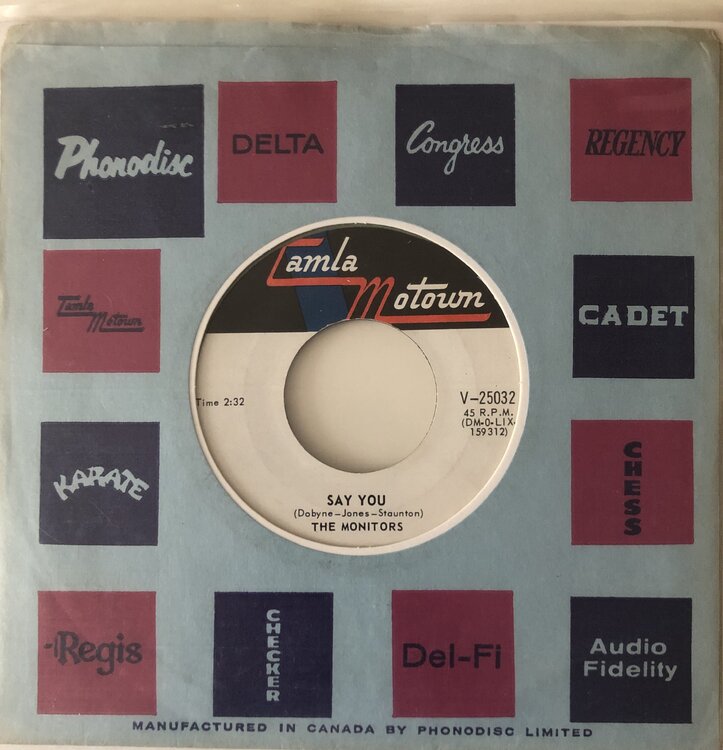 Phonodisc
DELTA
Congress
REGENCY
Tamla
Motown
Tamla
Motown
CADET
Time 2:32
V-25032
45 R.P.M.
(DM-O-LIX-
159312)
KARATE
CHESS
SAY YOU
(Dobyne-Jones-Staunton)
THE MONITORS
Regis
CHECKER
Del-Fi
Audio
Fidelity
MANUFACTURED IN CANADA BY PHONODISC LIMITED